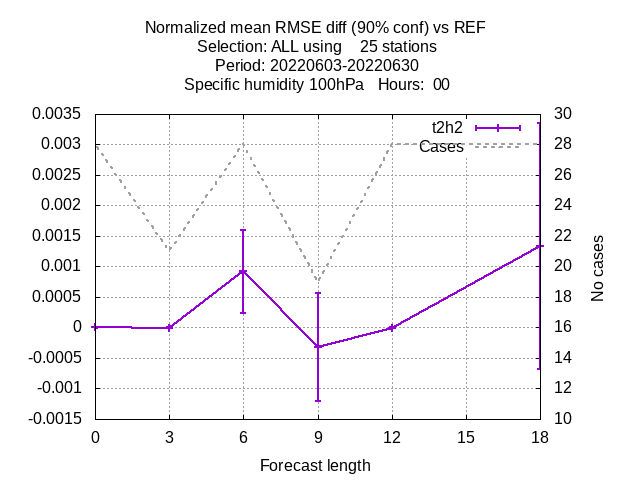 Normalized mean RMSE diff (90% conf) vs REF
Selection: ALL using    25 stations
Period: 20220603-20220630
Specific humidity 100hPa   Hours:  00
t2h2
Cases
0.0035
0.003
0.0025
0.002
0.0015
0.001
0.0005
0
-0.0005
-0.001
-0.0015
30
28
26
24
22
20
18
16
14
12
10
No cases
0 3 6 9 12 15 18
Forecast length